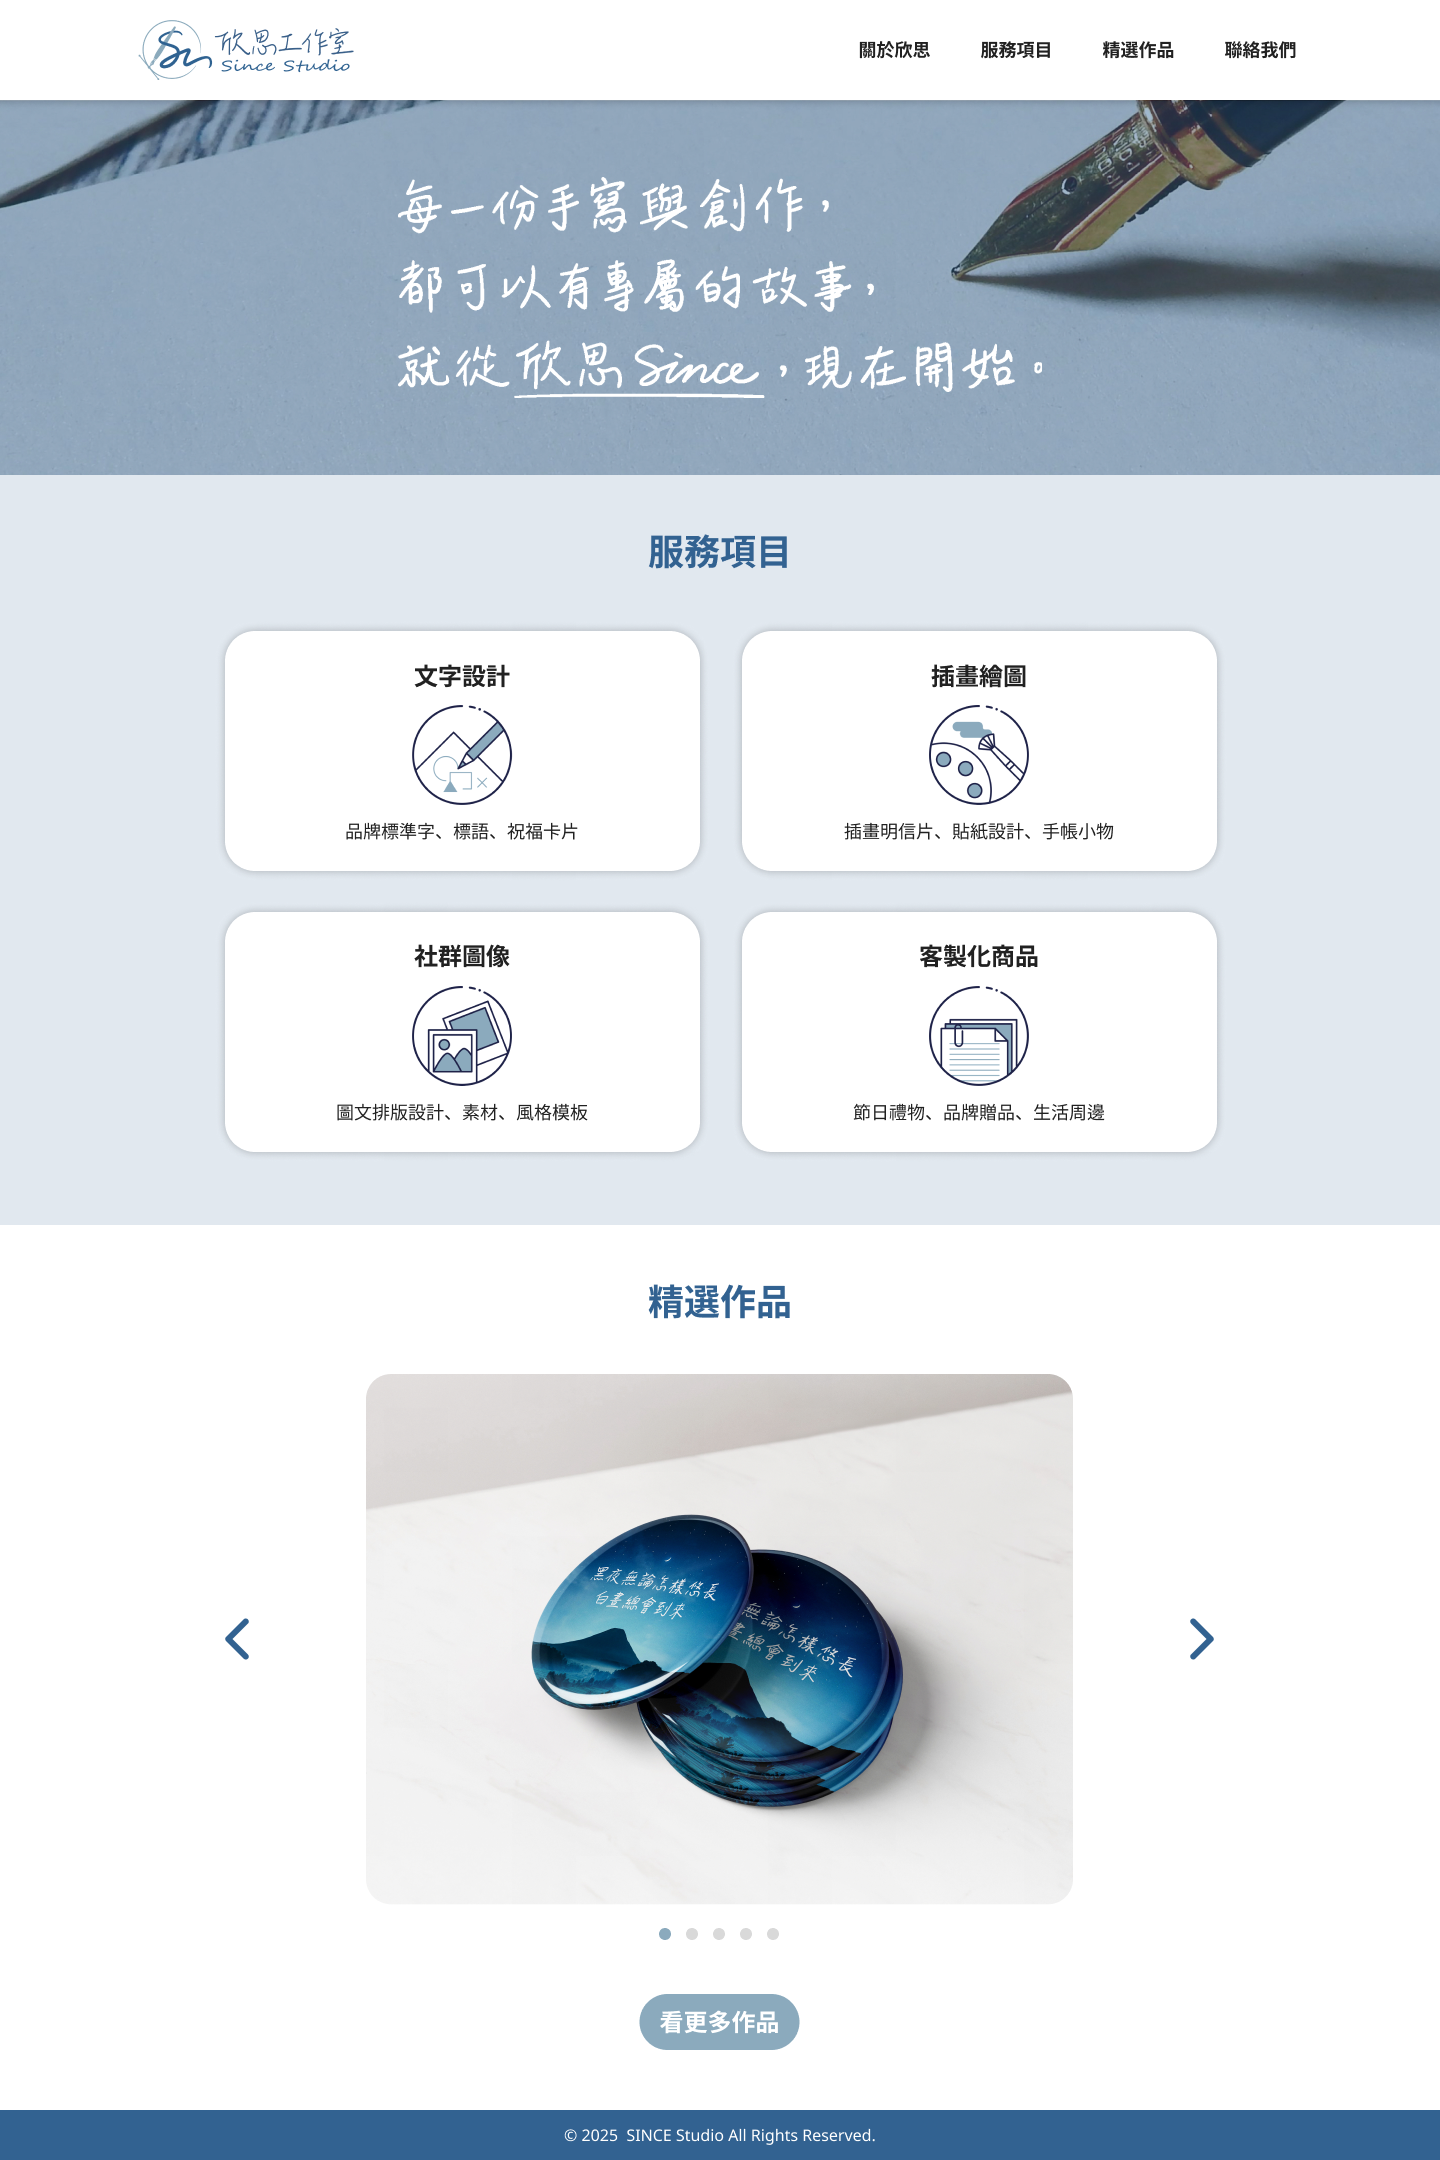 欣思工作室
Since Studio
關於欣思 服務項目 精選作品 聯絡我們
每一份手寫與創作，
都可以有專屬的故事，
就從欣思Since，現在開始。
服務項目
文字設計
品牌標準字、標語、祝福卡片
插畫繪圖
插畫明信片、貼紙設計、手帳小物
社群圖像
圖文排版設計、素材、風格模板
客製化商品
節日禮物、品牌贈品、生活周邊
精選作品
黑夜無論怎樣悠長
白晝總會到來
無論怎樣悠長
晝總會到來
看更多作品
© 2025 SINCE Studio All Rights Reserved.